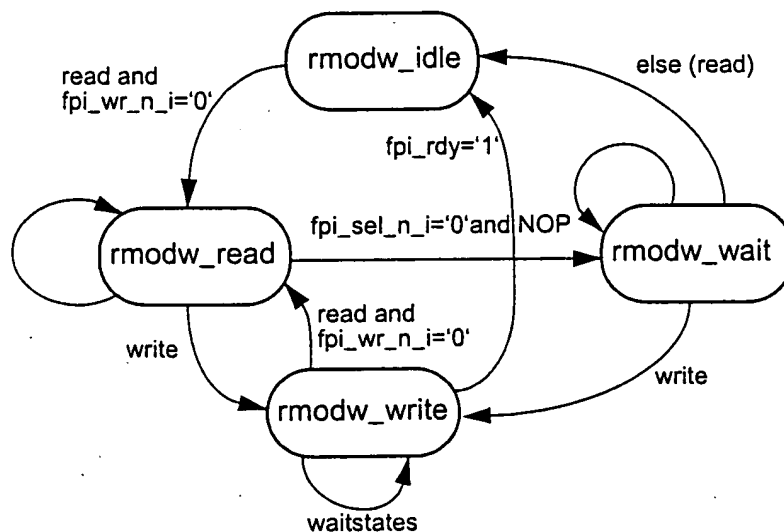 rmodw_idle
else (read)
read and
fpi_wr_n_i=‘0‘
fpi_rdy=‘1‘
fpi_sel_n_i=‘0‘and NOP
rmodw_read
rmodw_wait
read and
fpi_wr_n_i=‘0‘
write
write
rmodw_write
waitstates